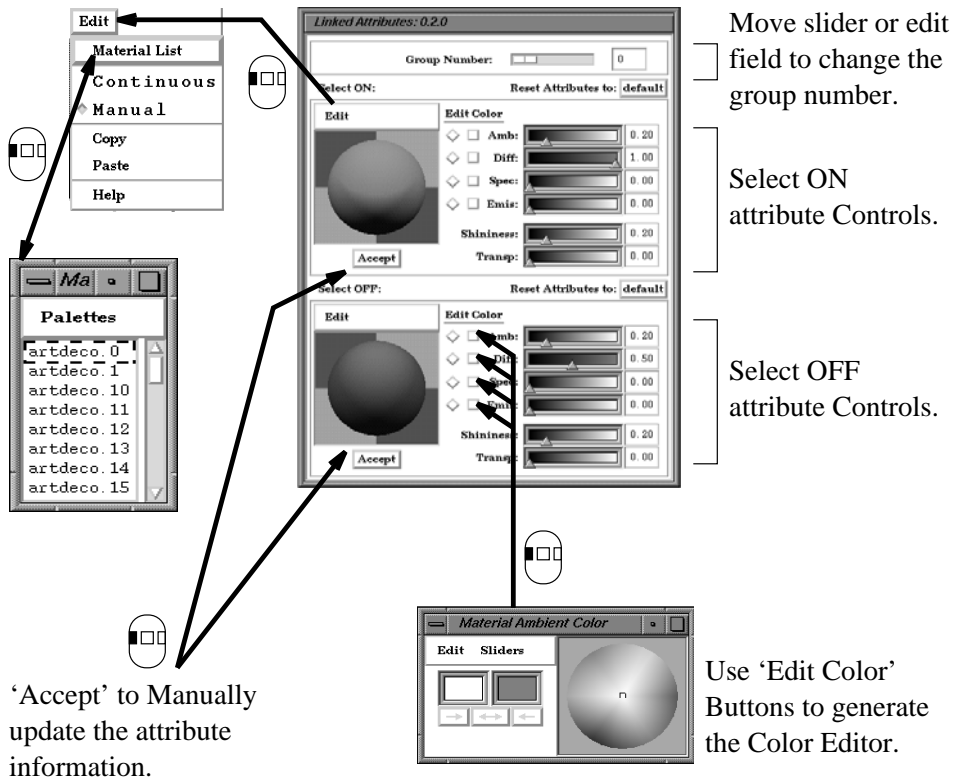 Edit
Material List
Continuous
Manual
Copy
Paste
Help
Linked Attributes: 0.2.0
Group Number: 0
Select ON: Reset Attributes to: default
Edit Edit Color
Amb: 0.20
Diff: 1.00
Spec: 0.00
Emis: 0.00
Shininess: 0.20
Accept Transp: 0.00
Select OFF: Reset Attributes to: default
Edit Edit Color
Amb: 0.20
Diff: 0.50
Spec: 0.00
Emis: 0.00
Shininess: 0.20
Accept Transp: 0.00
Move slider or edit
field to change the
group number.
Select ON
attribute Controls.
Select OFF
attribute Controls.
Ma
Palettes
artdeco.0
artdeco.1
artdeco.10
artdeco.11
artdeco.12
artdeco.13
artdeco.14
artdeco.15
‘Accept’ to Manually
update the attribute
information.
Material Ambient Color
Edit Sliders
Use ‘Edit Color’
Buttons to generate
the Color Editor.